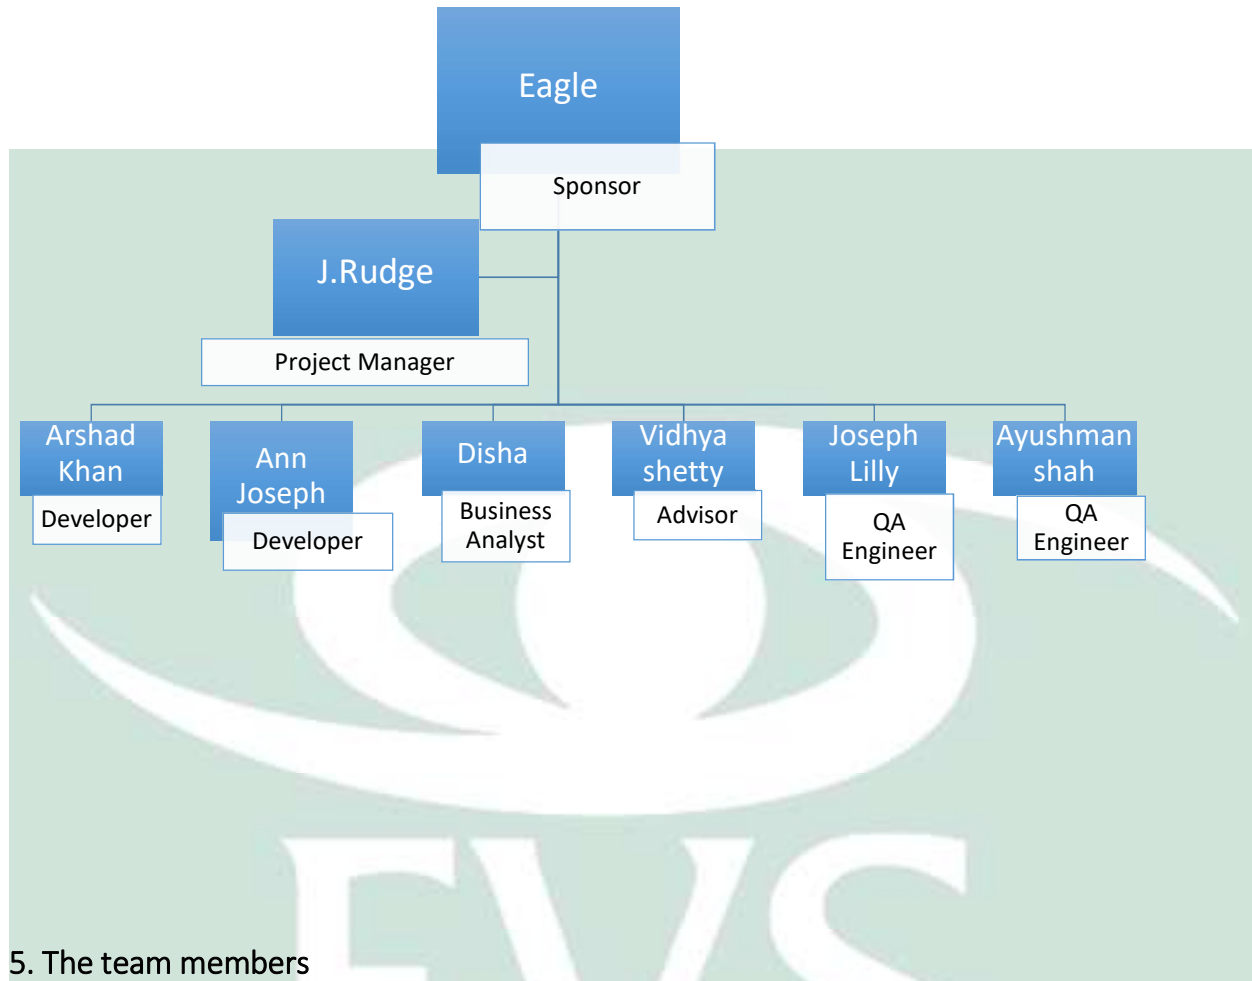 Eagle
Sponsor
J.Rudge
Project Manager
Arshad
Khan
Developer
Ann
Joseph
Developer
Disha
Business
Analyst
Vidhya
shetty
Advisor
Joseph
Lilly
QA
Engineer
Ayushman
shah
QA
Engineer
EVS
5. The team members